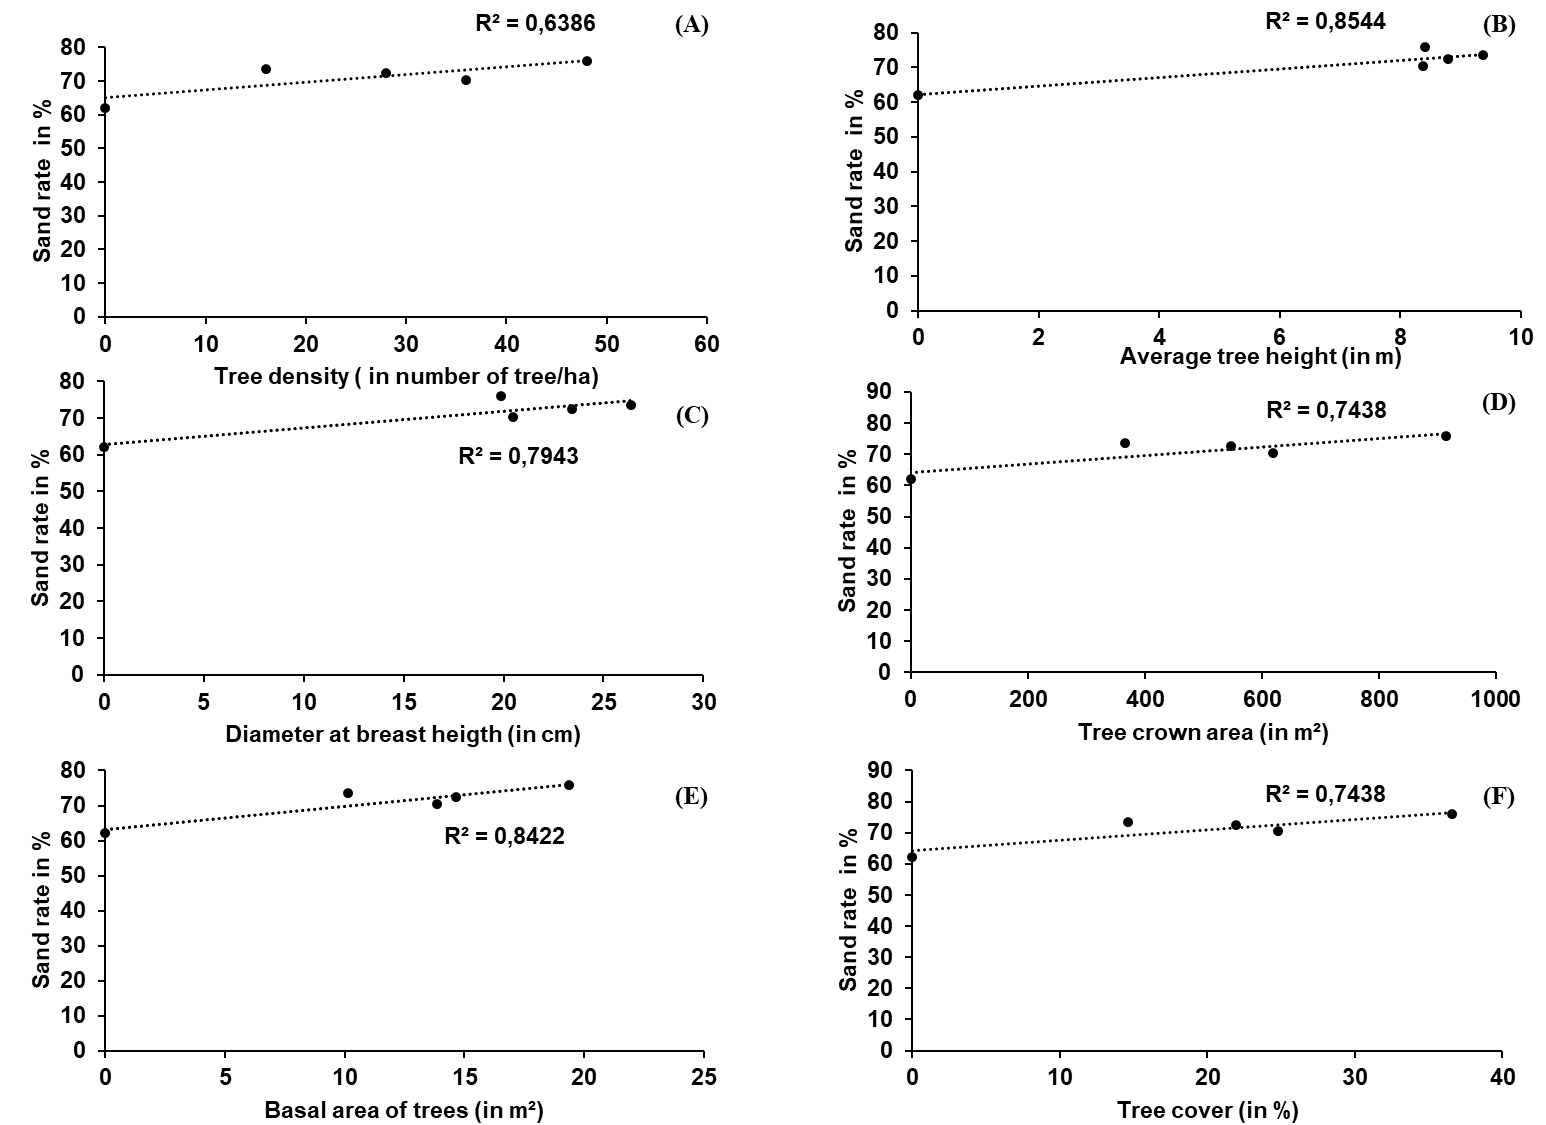 R² = 0,6386
(A)
Sand rate in %
80
70
60
50
40
30
20
10
0
0 10 20 30 40 50 60
Tree density ( in number of tree/ha)
R² = 0,8544
(B)
Sand rate in %
80
70
60
50
40
30
20
10
0
0 2 4 6 8 10
Average tree height (in m)
(C)
R² = 0,7943
Sand rate in %
80
70
60
50
40
30
20
10
0
0 5 10 15 20 25 30
Diameter at breast heigth (in cm)
(D)
R² = 0,7438
Sand rate in %
90
80
70
60
50
40
30
20
10
0
0 200 400 600 800 1000
Tree crown area (in m²)
(E)
R² = 0,8422
Sand rate in %
80
70
60
50
40
30
20
10
0
0 5 10 15 20 25
Basal area of trees (in m²)
R² = 0,7438
(F)
Sand rate in %
90
80
70
60
50
40
30
20
10
0
0 10 20 30 40
Tree cover (in %)